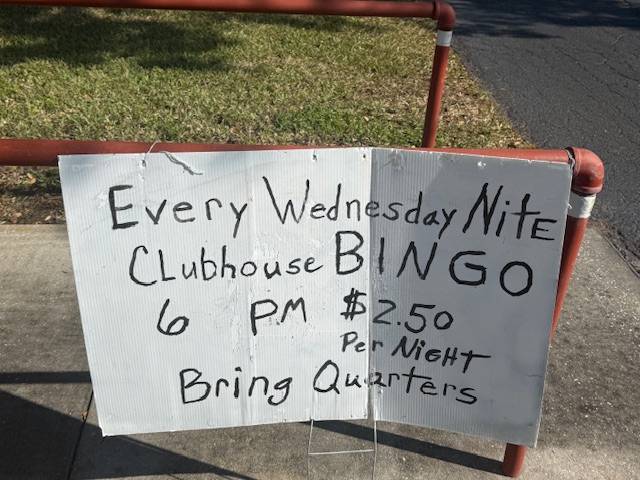 Every Wednesday NitE
CLubhouse BINGO
6 PM $2.50
Per NiGHT
Bring Quarters